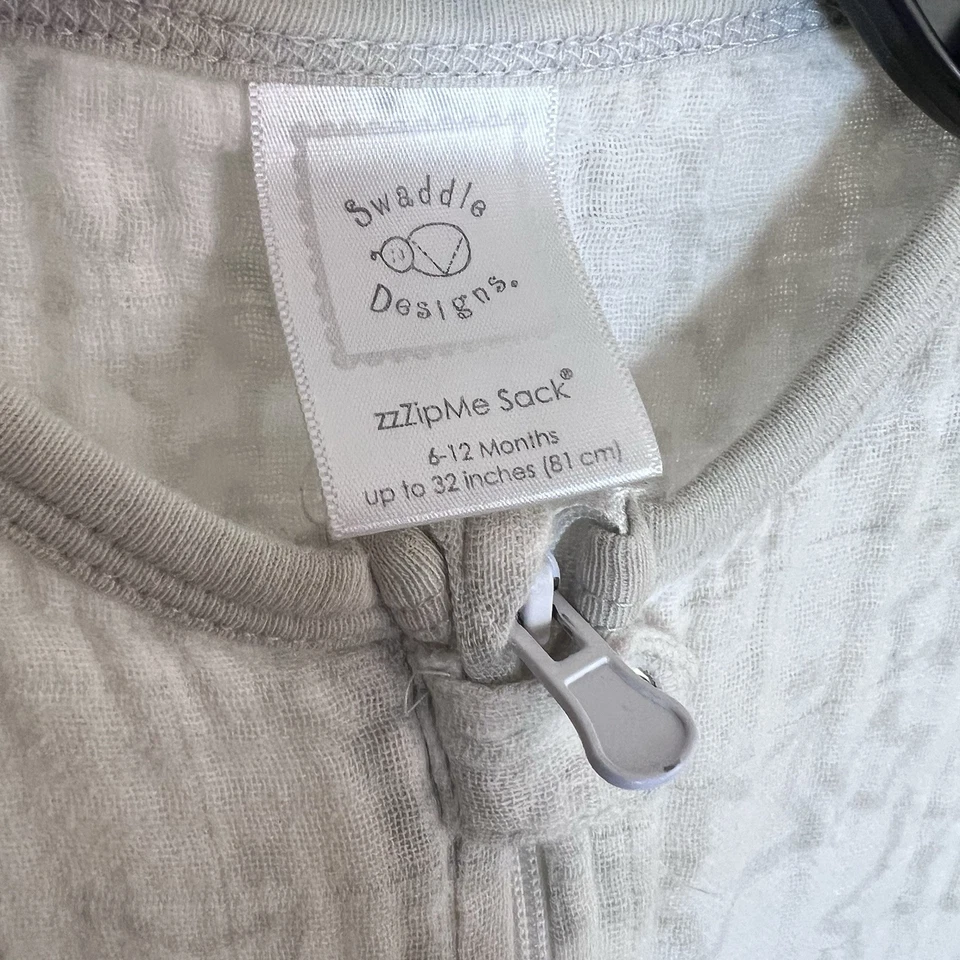 Swaddle
Designs.
zzZipMe Sack®
6-12 Months
up to 32 inches (81 cm)